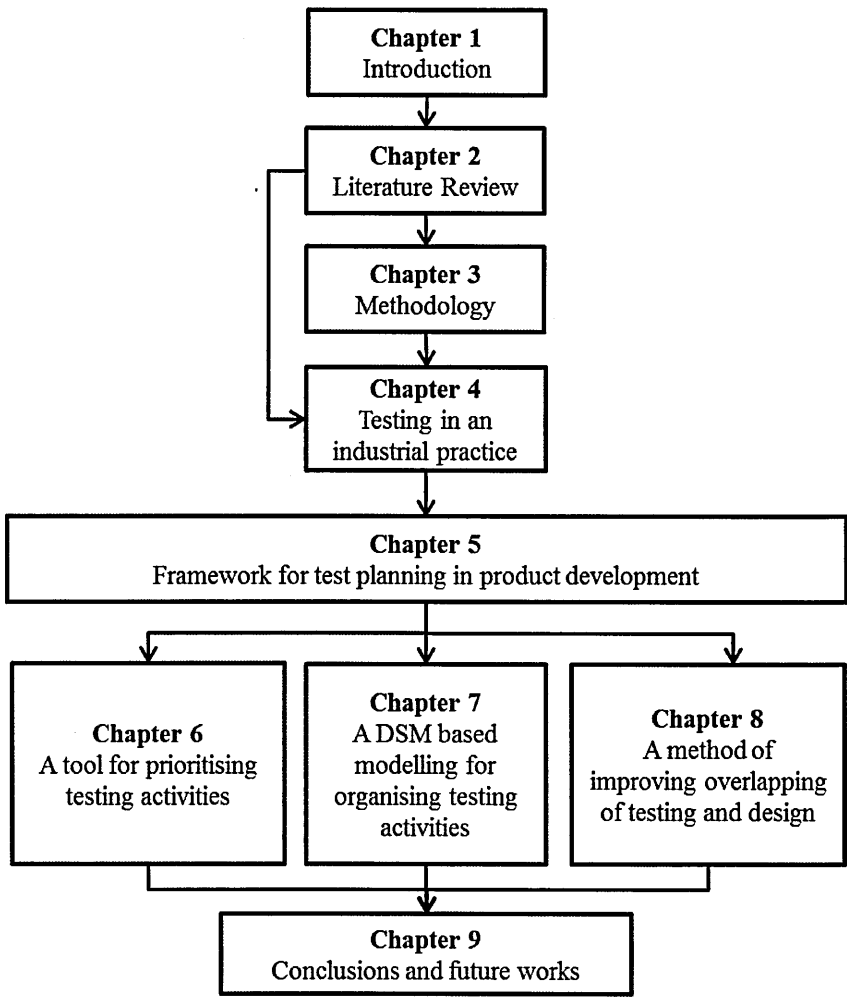 Chapter 1
Introduction
Chapter 2
Literature Review
Chapter 3
Methodology
Chapter 4
Testing in an
industrial practice
Chapter 5
Framework for test planning in product development
Chapter 6
A tool for prioritising
testing activities
Chapter 7
A DSM based
modelling for
organising testing
activities
Chapter 8
A method of
improving overlapping
of testing and design
Chapter 9
Conclusions and future works